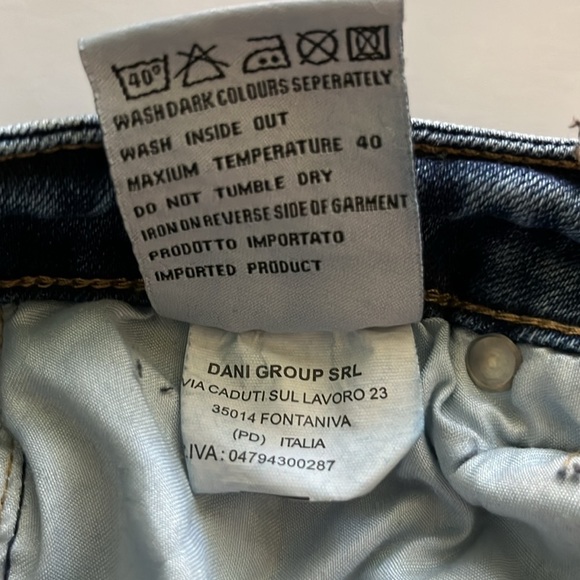 40°
WASH DARK COLOURS SEPERATELY
WASH INSIDE OUT
MAXIUM TEMPERATURE 40
DO NOT TUMBLE DRY
IRON ON REVERSE SIDE OF GARMENT
PRODOTTO IMPORTATO
IMPORTED PRODUCT
DANI GROUP SRL
VIA CADUTI SUL LAVORO 23
35014 FONTANIVA
(PD) ITALIA
.IVA: 04794300287